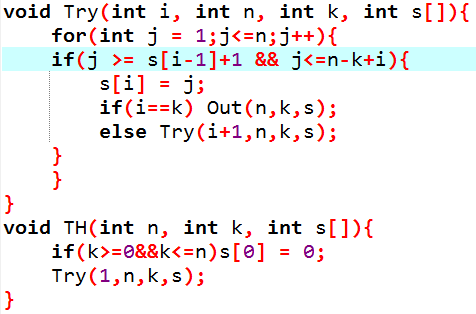 void Try(int i, int n, int k, int s[]){
    for(int j = 1;j<=n;j++){
    if(j >= s[i-1]+1 && j<=n-k+i){
        s[i] = j;
        if(i==k) Out(n,k,s);
        else Try(i+1,n,k,s);
    }
    }
}
void TH(int n, int k, int s[]){
    if(k>=0&&k<=n)s[0] = 0;
    Try(1,n,k,s);
}